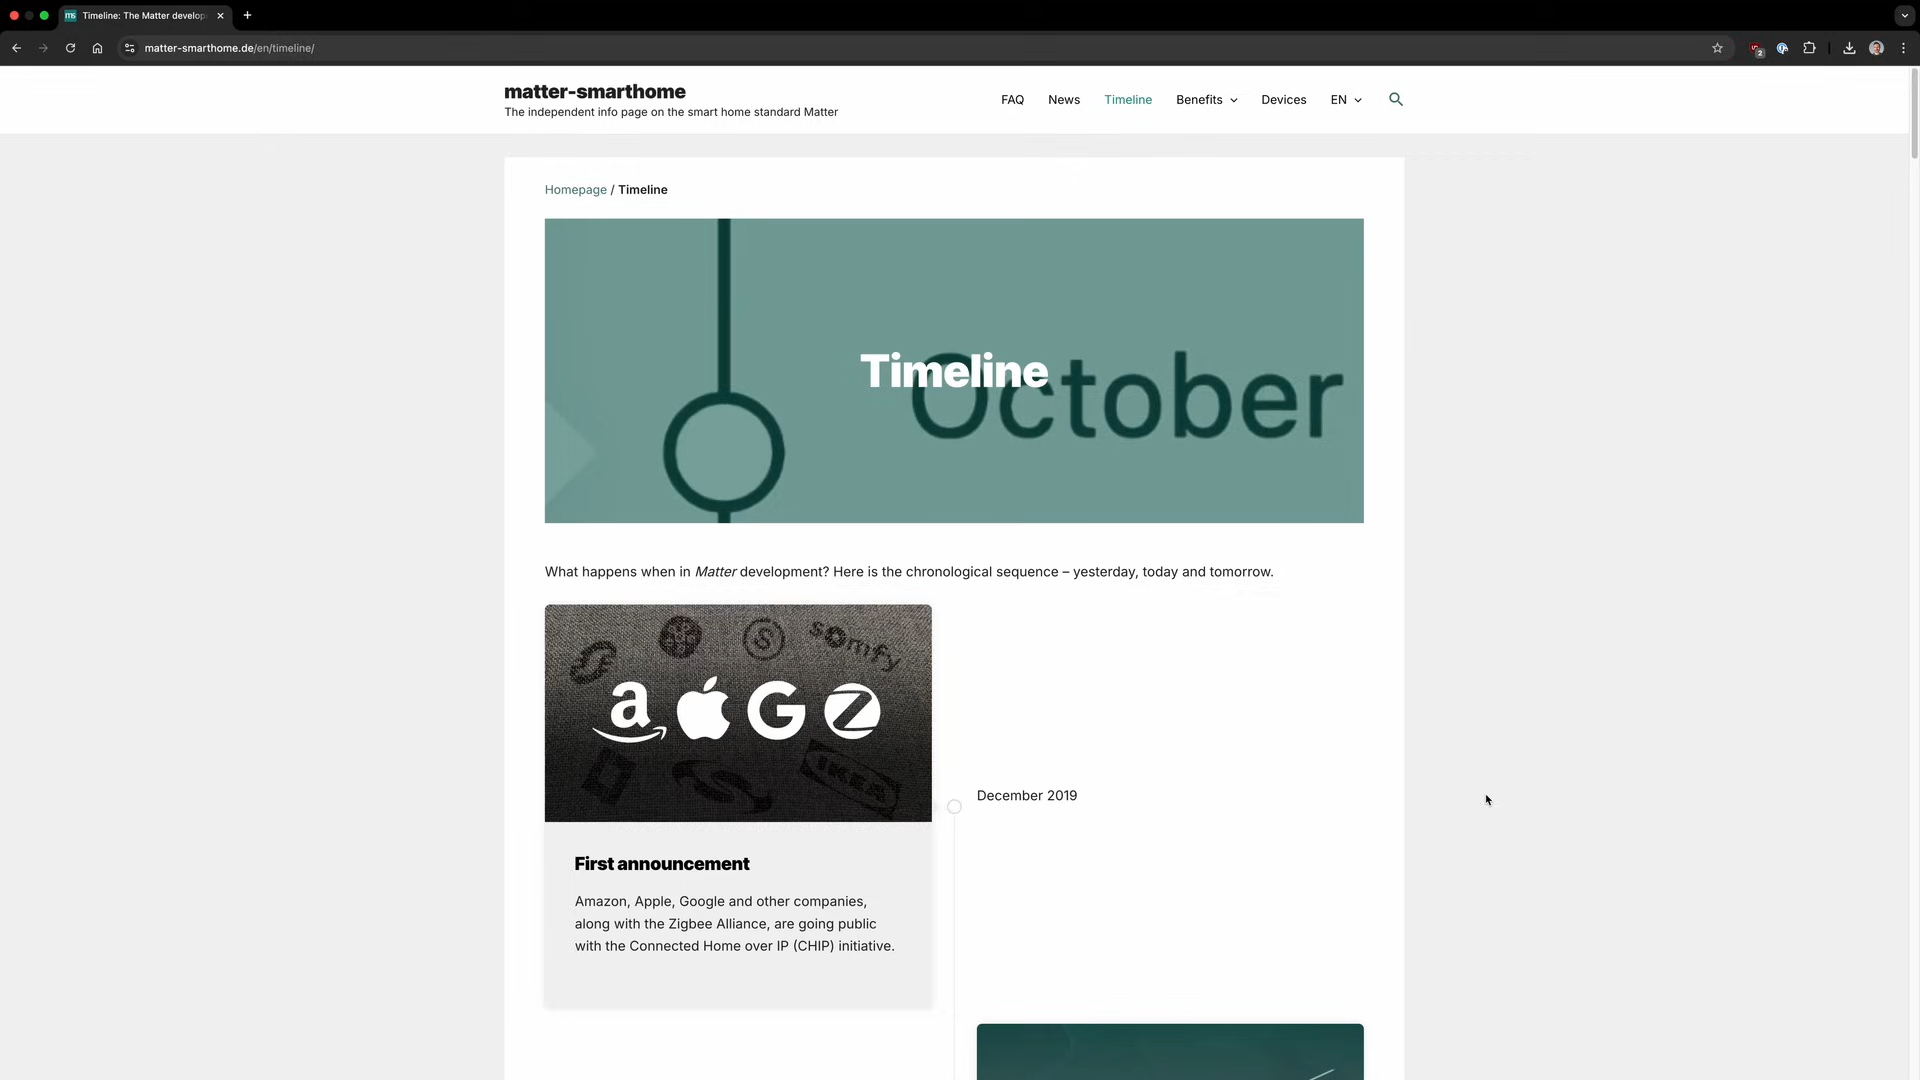 Timeline: The Matter develop
matter-smarthome.de/en/timeline/
2
matter-smarthome
The independent info page on the smart home standard Matter
FAQ News Timeline Benefits Devices EN
Homepage / Timeline
Timeline
October
What happens when in Matter development? Here is the chronological sequence – yesterday, today and tomorrow.
somfy
IKEA
December 2019
First announcement
Amazon, Apple, Google and other companies,
along with the Zigbee Alliance, are going public
with the Connected Home over IP (CHIP) initiative.